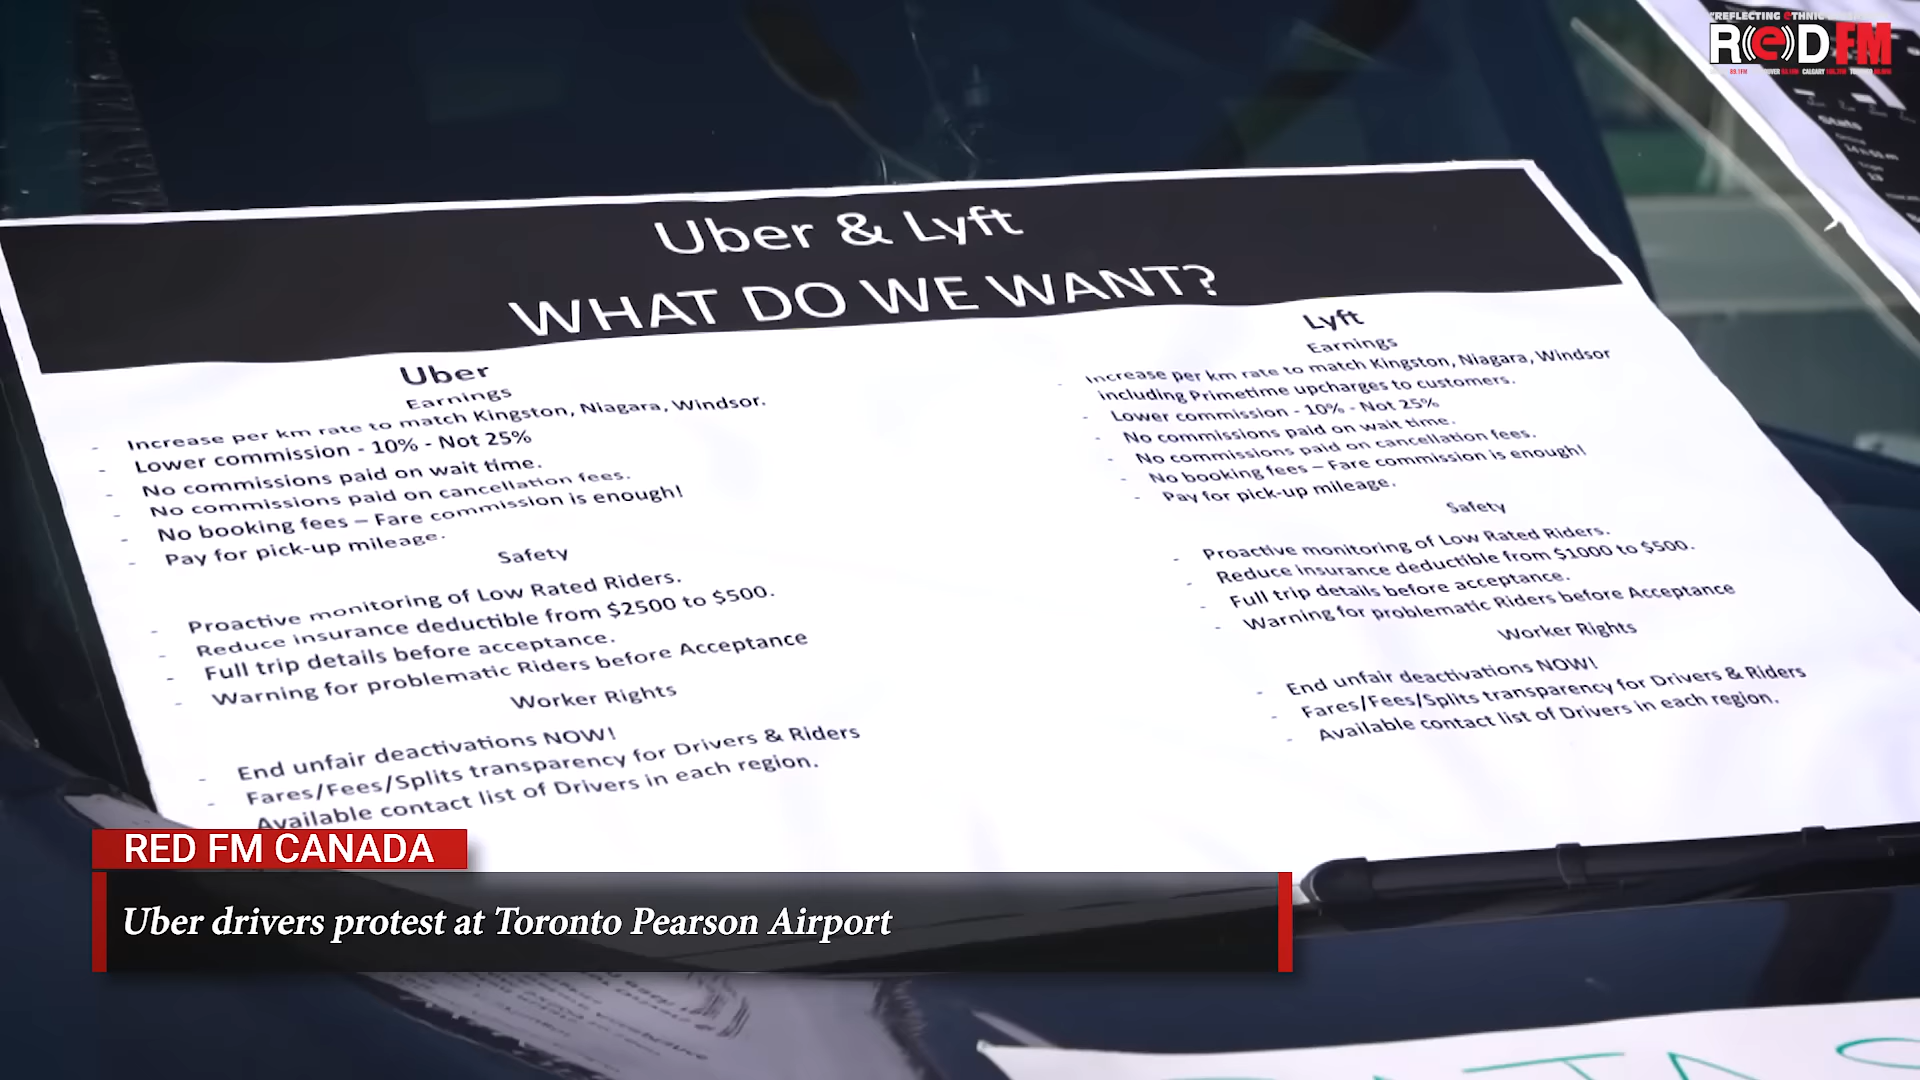 "REFLECTING eTHNIC
ReD FM
Uber & Lyft
WHAT DO WE WANT?
Uber
Earnings
- Increase per km rate to match Kingston, Niagara, Windsor.
- Lower commission - 10% - Not 25%
- No commissions paid on wait time.
- No commissions paid on cancellation fees.
- No booking fees – Fare commission is enough!
- Pay for pick-up mileage.
Safety
- Proactive monitoring of Low Rated Riders.
- Reduce insurance deductible from $2500 to $500.
- Full trip details before acceptance.
- Warning for problematic Riders before Acceptance
Worker Rights
- End unfair deactivations NOW!
- Fares/Fees/Splits transparency for Drivers & Riders
Available contact list of Drivers in each region.
Lyft
Earnings
- Increase per km rate to match Kingston, Niagara, Windsor
including Primetime upcharges to customers.
- Lower commission - 10% - Not 25%
- No commissions paid on wait time.
- No commissions paid on cancellation fees.
- No booking fees – Fare commission is enough!
- Pay for pick-up mileage.
Safety
- Proactive monitoring of Low Rated Riders.
- Reduce insurance deductible from $1000 to $500.
- Full trip details before acceptance.
- Warning for problematic Riders before Acceptance
Worker Rights
- End unfair deactivations NOW!
- Fares/Fees/Splits transparency for Drivers & Riders
- Available contact list of Drivers in each region.
Stats
RED FM CANADA
Uber drivers protest at Toronto Pearson Airport